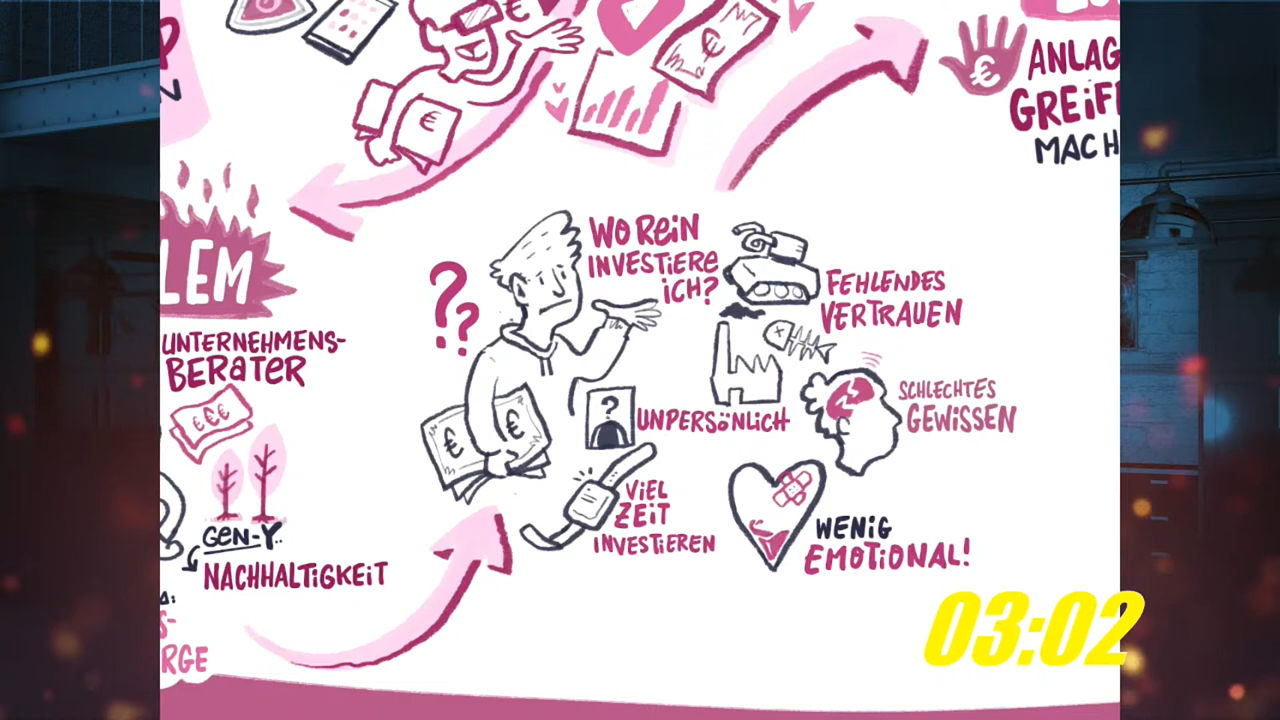 ANLAG
GREiF
MACH
LEM
UNTERNEHMENS-
BERATER
€€€
GEN-Y..
NACHHALTiGKEiT
S-
RGE
??
WO REiN
INVESTiERE
iCH?
FEHLENDES
VERTRAUEN
SCHLECHTES
GEWiSSEN
?
UNPERSÖNLiCH
ViEL
ZEiT
iNVESTiEREN
WENiG
EMOTiONAL!
€
€
€
€
€
03:02